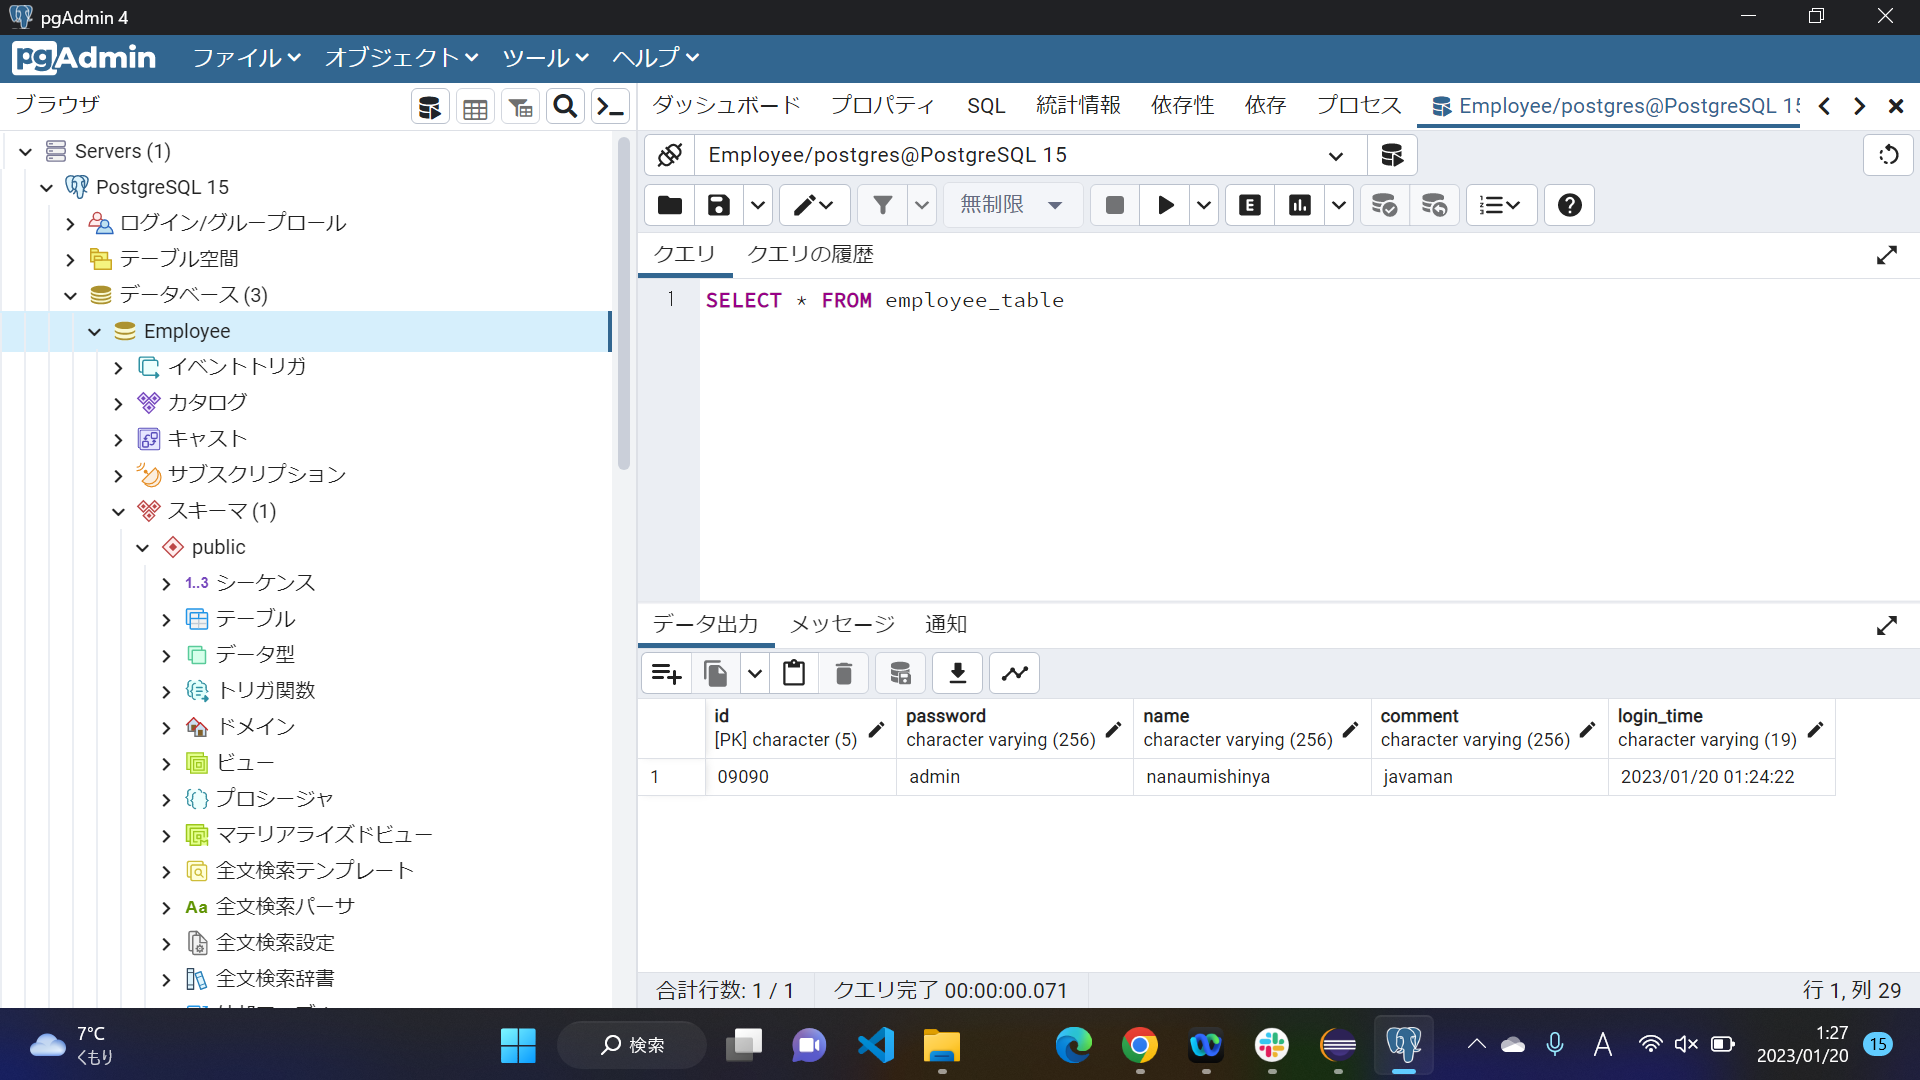 pgAdmin 4
pgAdmin ファイル オブジェクト ツール ヘルプ
ブラウザ
Servers (1)
PostgreSQL 15
ログイン/グループロール
テーブル空間
データベース (3)
Employee
イベントトリガ
カタログ
キャスト
サブスクリプション
スキーマ (1)
public
1..3 シーケンス
テーブル
データ型
トリガ関数
ドメイン
ビュー
プロシージャ
マテリアライズドビュー
全文検索テンプレート
Aa 全文検索パーサ
全文検索設定
全文検索辞書
ダッシュボード プロパティ SQL 統計情報 依存性 依存 プロセス Employee/postgres@PostgreSQL 15
Employee/postgres@PostgreSQL 15
無制限 E
クエリ クエリの履歴
1 SELECT * FROM employee_table
データ出力 メッセージ 通知
id password name comment login_time
[PK] character (5) character varying (256) character varying (256) character varying (256) character varying (19)
1 09090 admin nanaumishinya javaman 2023/01/20 01:24:22
合計行数: 1 / 1 クエリ完了 00:00:00.071 行 1, 列 29
7°C
くもり
検索
A
1:27
2023/01/20
15